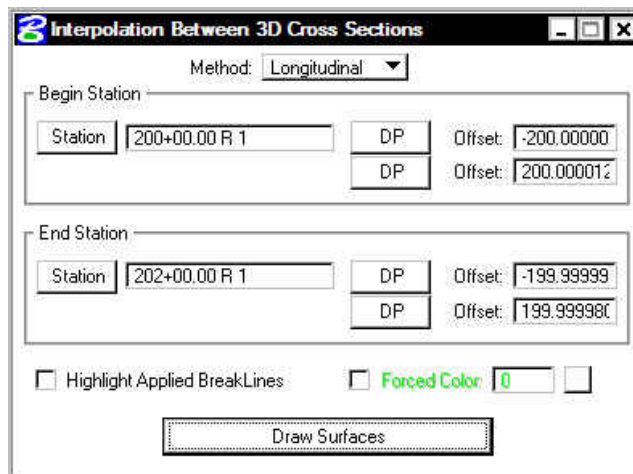 Interpolation Between 3D Cross Sections
Method: Longitudinal
Begin Station
Station 200+00.00 R 1 DP Offset: -200.00000
DP Offset: 200.000012
End Station
Station 202+00.00 R 1 DP Offset: -199.99999
DP Offset: 199.999980
Highlight Applied BreakLines Forced Color: 0
Draw Surfaces